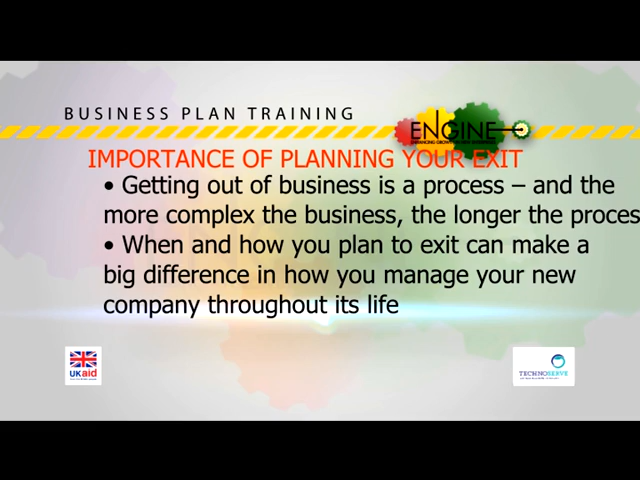 BUSINESS PLAN TRAINING
ENGINE
IMPORTANCE OF PLANNING YOUR EXIT
• Getting out of business is a process – and the
more complex the business, the longer the proces
• When and how you plan to exit can make a
big difference in how you manage your new
company throughout its life
UKaid
TECHNOSERVE